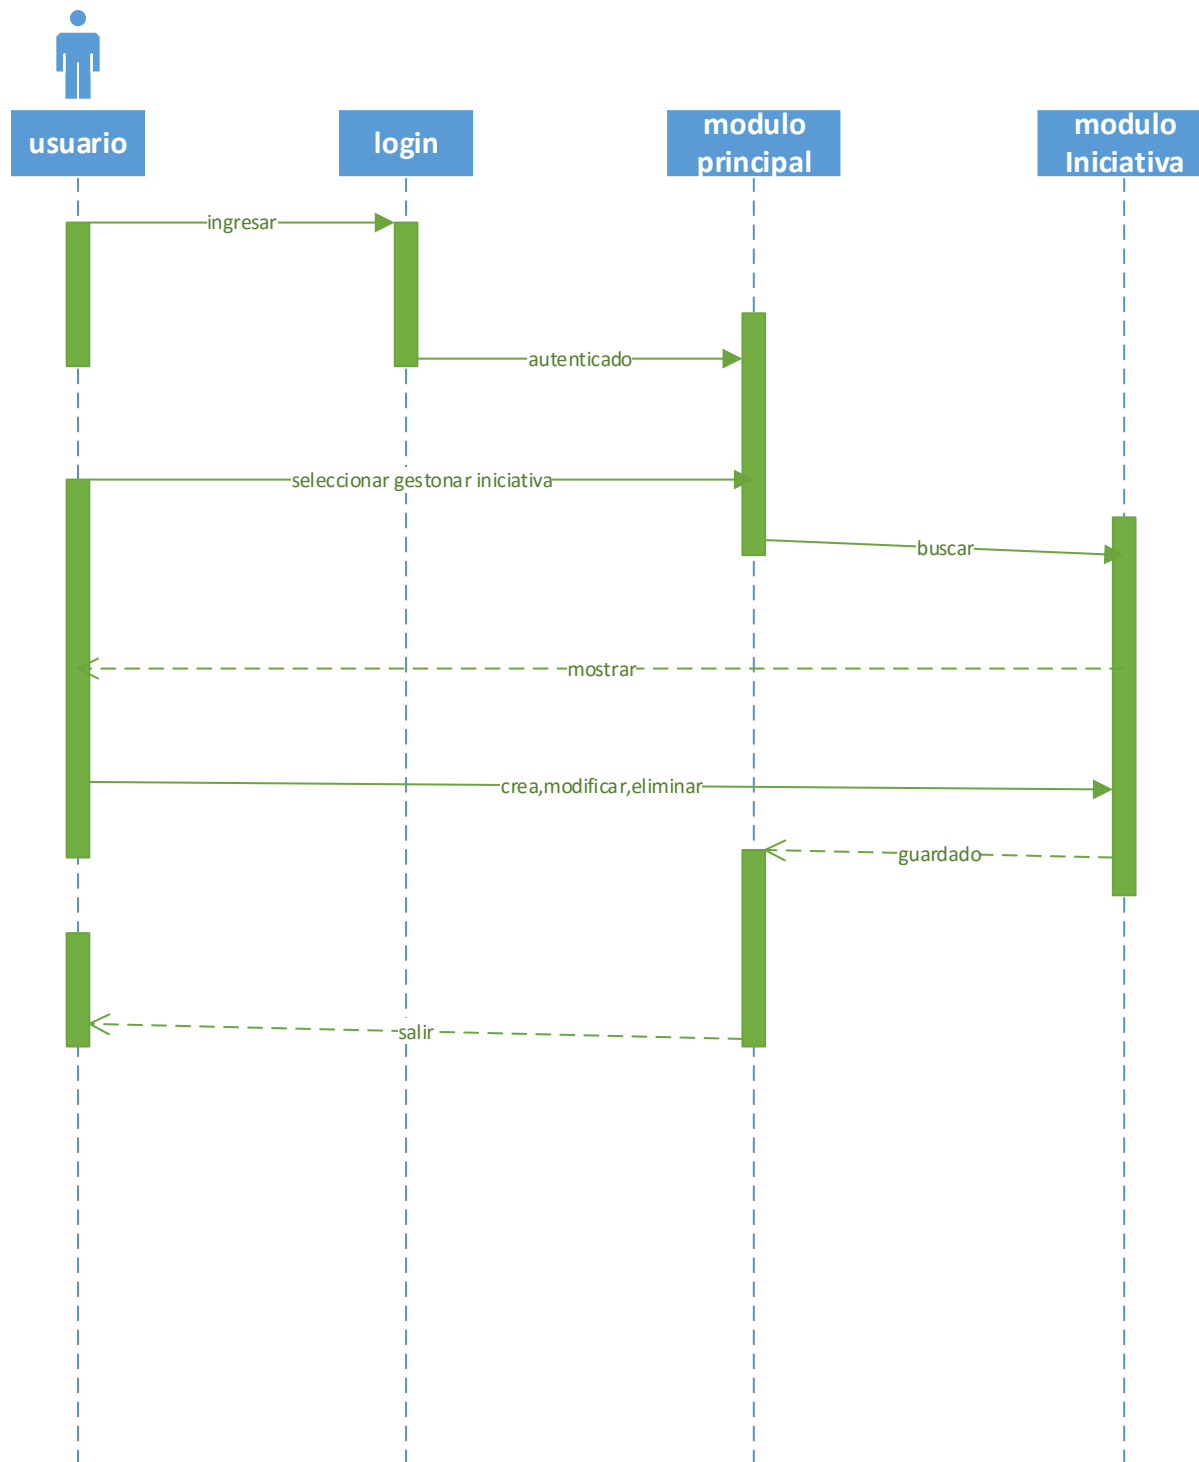 usuario
login
modulo
principal
modulo
Iniciativa
ingresar
autenticado
seleccionar gestonar iniciativa
buscar
mostrar
crea,modificar,eliminar
guardado
salir